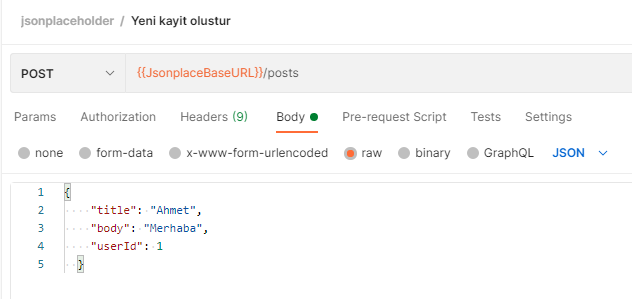 jsonplaceholder / Yeni kayit olustur
POST {{JsonplaceBaseURL}}/posts
Params Authorization Headers (9) Body Pre-request Script Tests Settings
none form-data x-www-form-urlencoded raw binary GraphQL JSON
1 {
2 "title": "Ahmet",
3 "body": "Merhaba",
4 "userId": 1
5 }